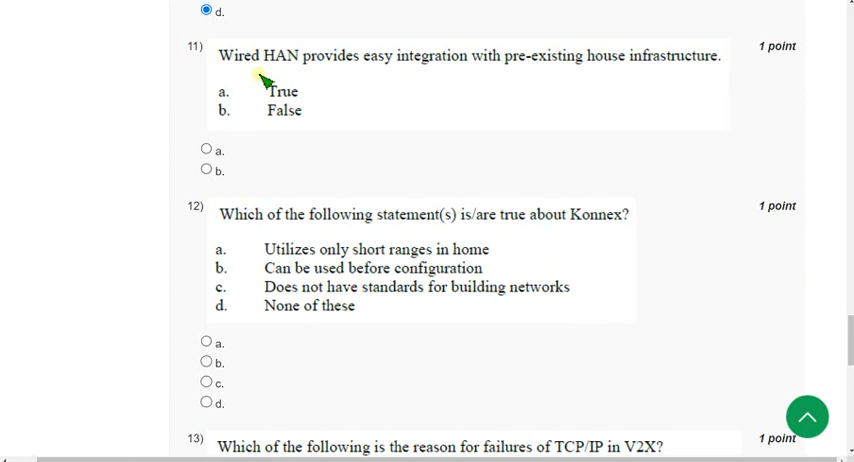 d.
11) Wired HAN provides easy integration with pre-existing house infrastructure. 1 point
a. True
b. False
a.
b.
12) Which of the following statement(s) is/are true about Konnex? 1 point
a. Utilizes only short ranges in home
b. Can be used before configuration
c. Does not have standards for building networks
d. None of these
a.
b.
c.
d.
13) Which of the following is the reason for failures of TCP/IP in V2X? 1 point